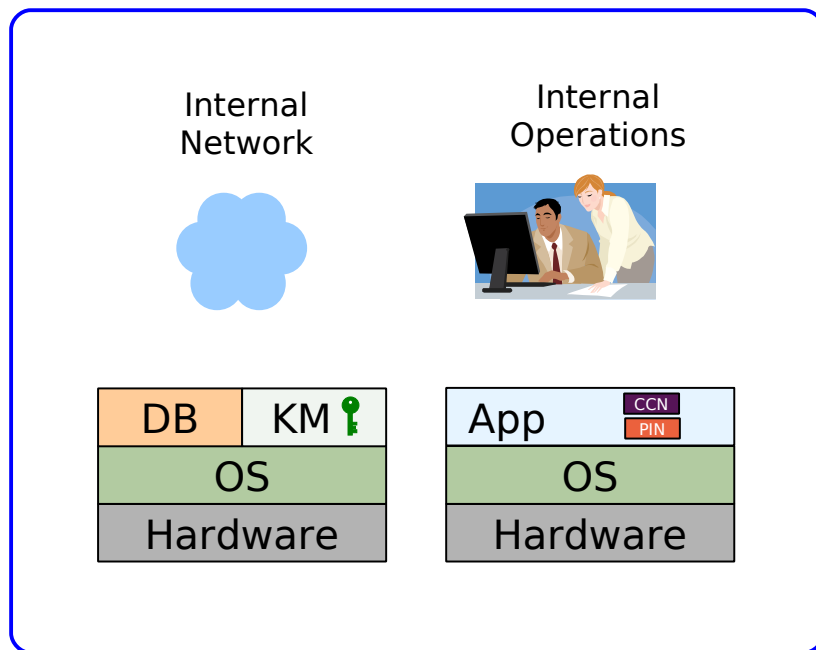 Internal
Network
Internal
Operations
DB
KM
OS
Hardware
App
CCN
PIN
OS
Hardware